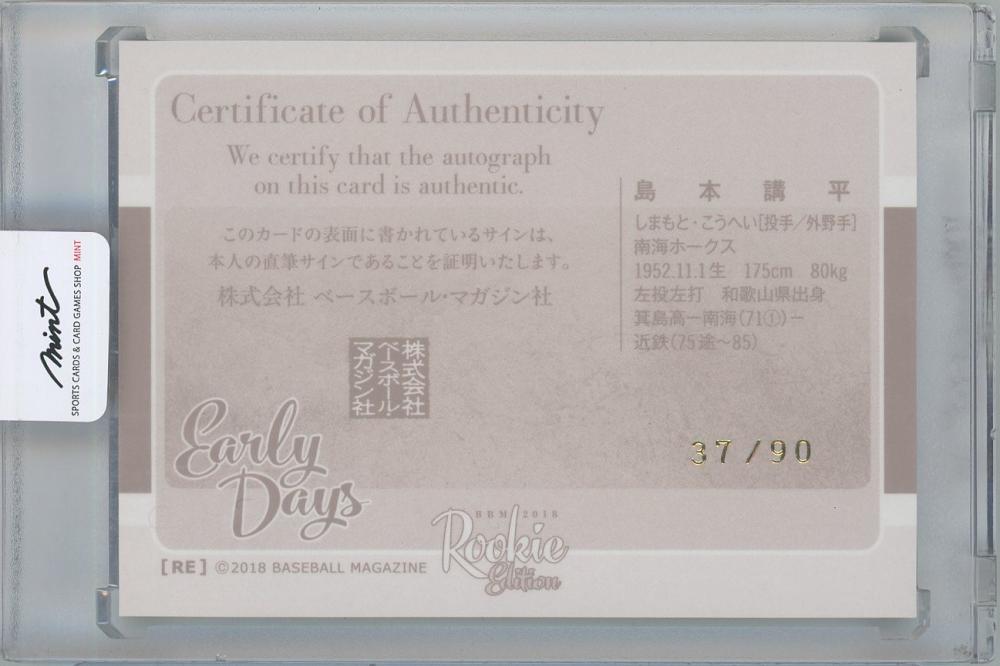 Certificate of Authenticity
We certify that the autograph
on this card is authentic.
このカードの表面に書かれているサインは、
本人の直筆サインであることを証明いたします。
株式会社 ベースボール・マガジン社
株式会社
ベースボール・
マガジン社
島本講平
しまもと・こうへい[投手/外野手]
南海ホークス
1952.11.1生 175cm 80kg
左投左打 和歌山県出身
箕島高ー南海(71①)ー
近鉄(75途〜85)
37/90
Early
Days
BBM 2018
Rookie
Edition
[RE] ©2018 BASEBALL MAGAZINE
mint
SPORTS CARDS & CARD GAMES SHOP MINT